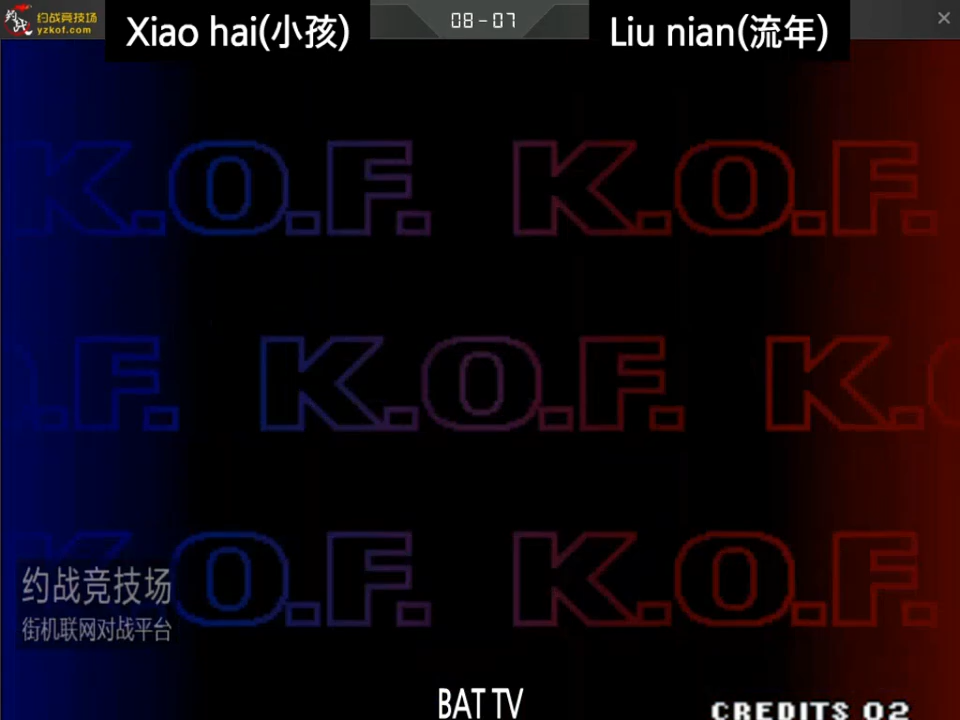 约战竞技场
yzkof.com
Xiao hai(小孩)
08-07
Liu nian(流年)
K.O.F. K.O.F.
O.F. K.O.F. K.O
K.O.F. K.O.F.
约战竞技场
街机联网对战平台
BAT TV
CREDITS 02